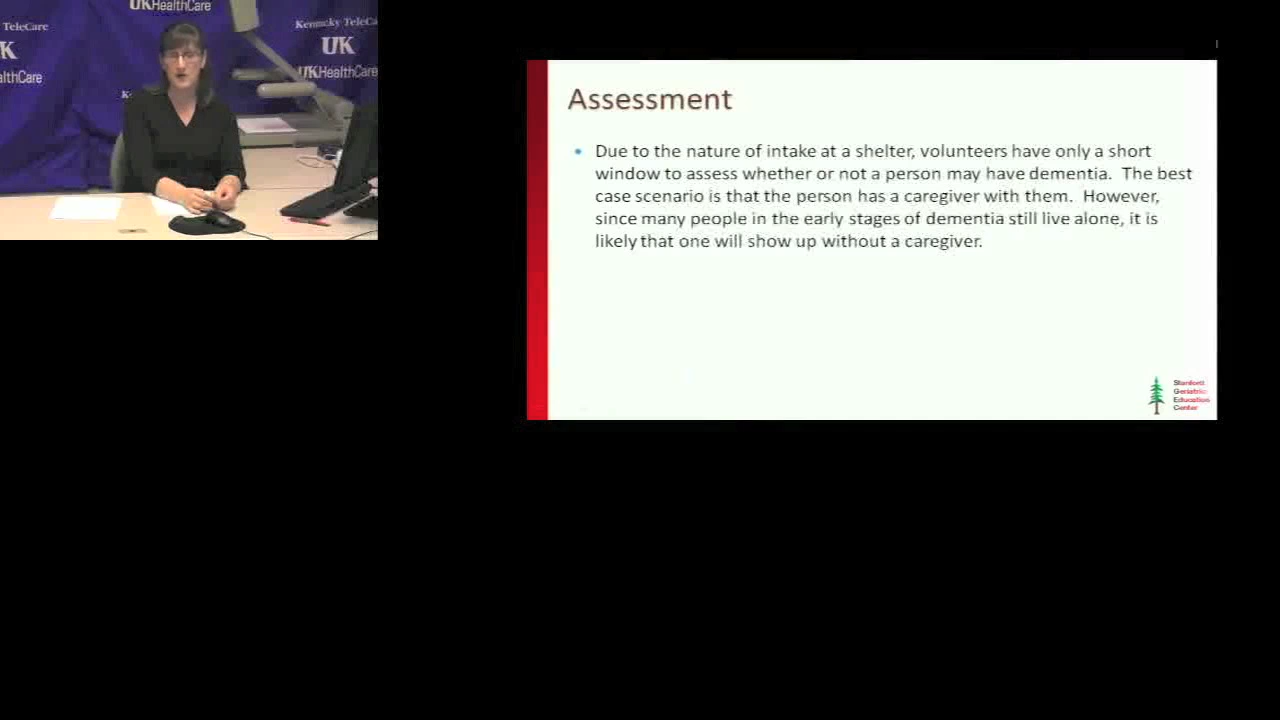 UKHealthCare
TeleCare
K
althCare
Kentucky TeleCa
UK
UKHealthCare
K
Assessment
• Due to the nature of intake at a shelter, volunteers have only a short
window to assess whether or not a person may have dementia. The best
case scenario is that the person has a caregiver with them. However,
since many people in the early stages of dementia still live alone, it is
likely that one will show up without a caregiver.
Stanford
Geriatric
Education
Center